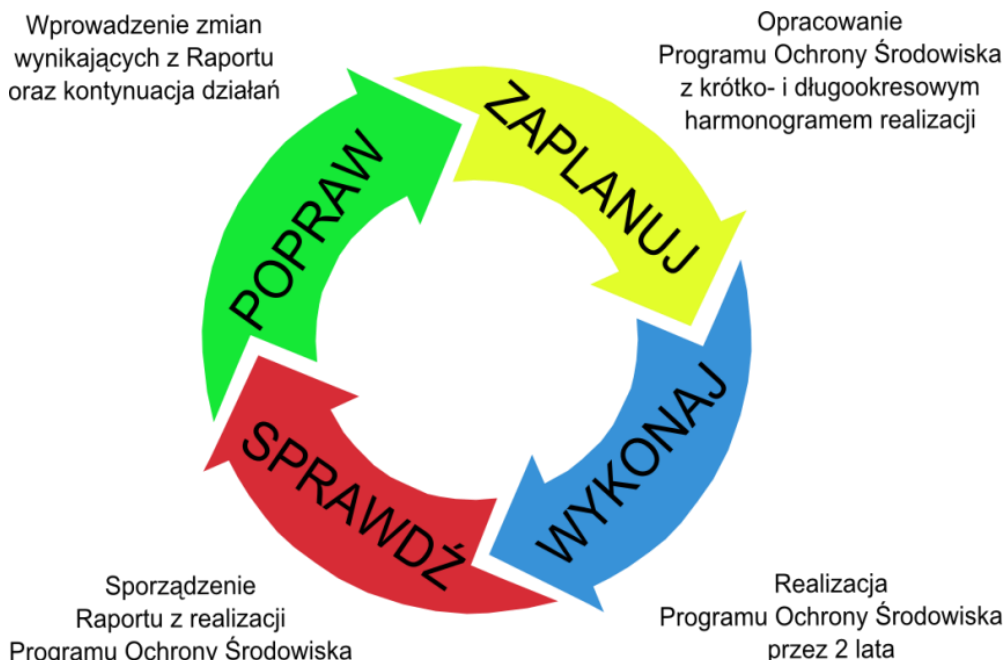 Wprowadzenie zmian
wynikających z Raportu
oraz kontynuacja działań
Opracowanie
Programu Ochrony Środowiska
z krótko- i długookresowym
harmonogramem realizacji
ZAPLANUJ
POPRAW
WYKONAJ
SPRAWDŹ
Sporządzenie
Raportu z realizacji
Programu Ochrony Środowiska
Realizacja
Programu Ochrony Środowiska
przez 2 lata